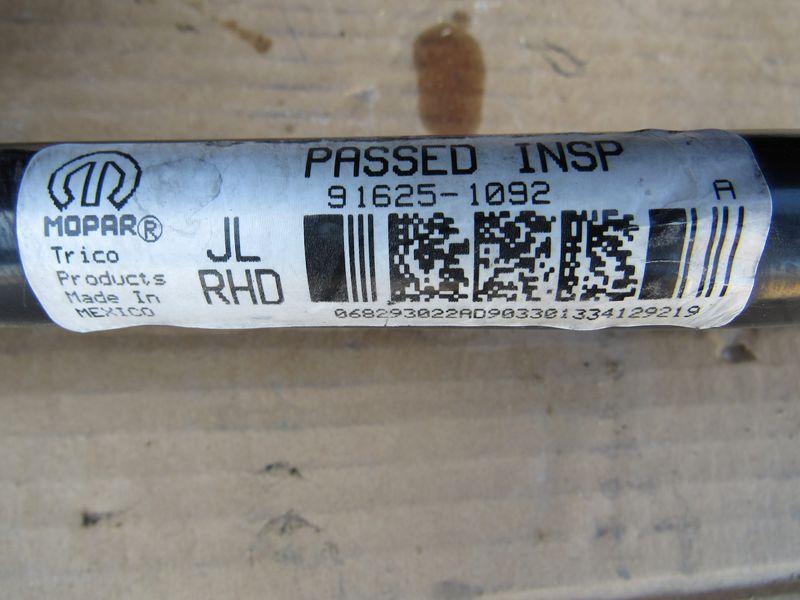 MOPAR®
Trico
Products
Made In
MEXICO
JL
RHD
PASSED INSP
91625-1092
A
068293022AD903301334129219